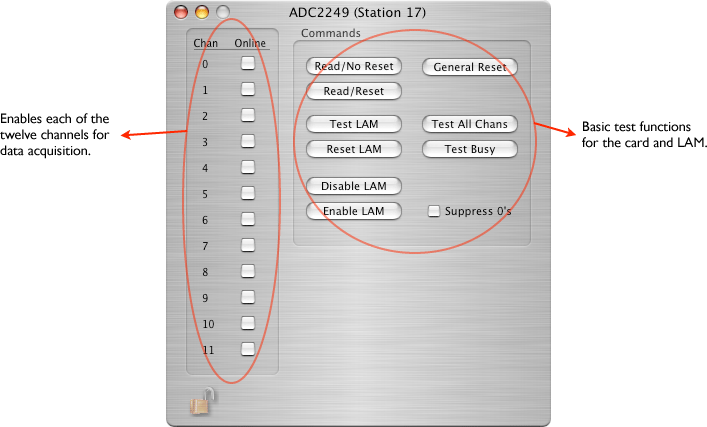 ADC2249 (Station 17)
Chan Online
0
1
2
3
4
5
6
7
8
9
10
11
Commands
Read/No Reset General Reset
Read/Reset
Test LAM Test All Chans
Reset LAM Test Busy
Disable LAM
Enable LAM Suppress 0's
Enables each of the
twelve channels for
data acquisition.
Basic test functions
for the card and LAM.